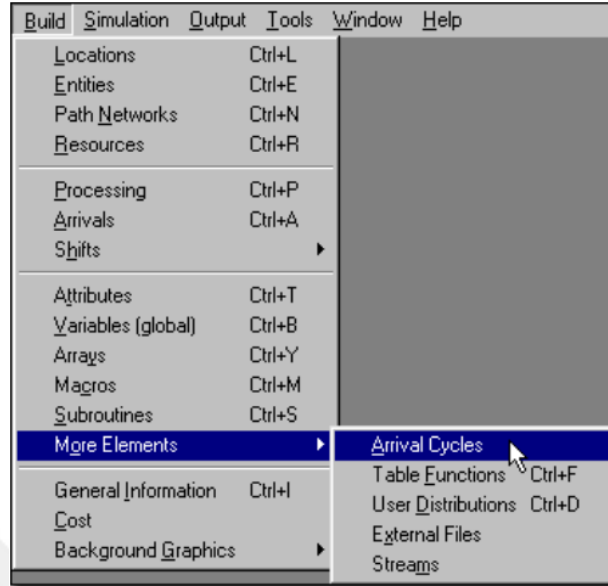 Build Simulation Output Tools Window Help
Locations Ctrl+L
Entities Ctrl+E
Path Networks Ctrl+N
Resources Ctrl+R
Processing Ctrl+P
Arrivals Ctrl+A
Shifts
Attributes Ctrl+T
Variables (global) Ctrl+B
Arrays Ctrl+Y
Macros Ctrl+M
Subroutines Ctrl+S
More Elements
Arrival Cycles
Table Functions Ctrl+F
User Distributions Ctrl+D
External Files
Streams
General Information Ctrl+I
Cost
Background Graphics